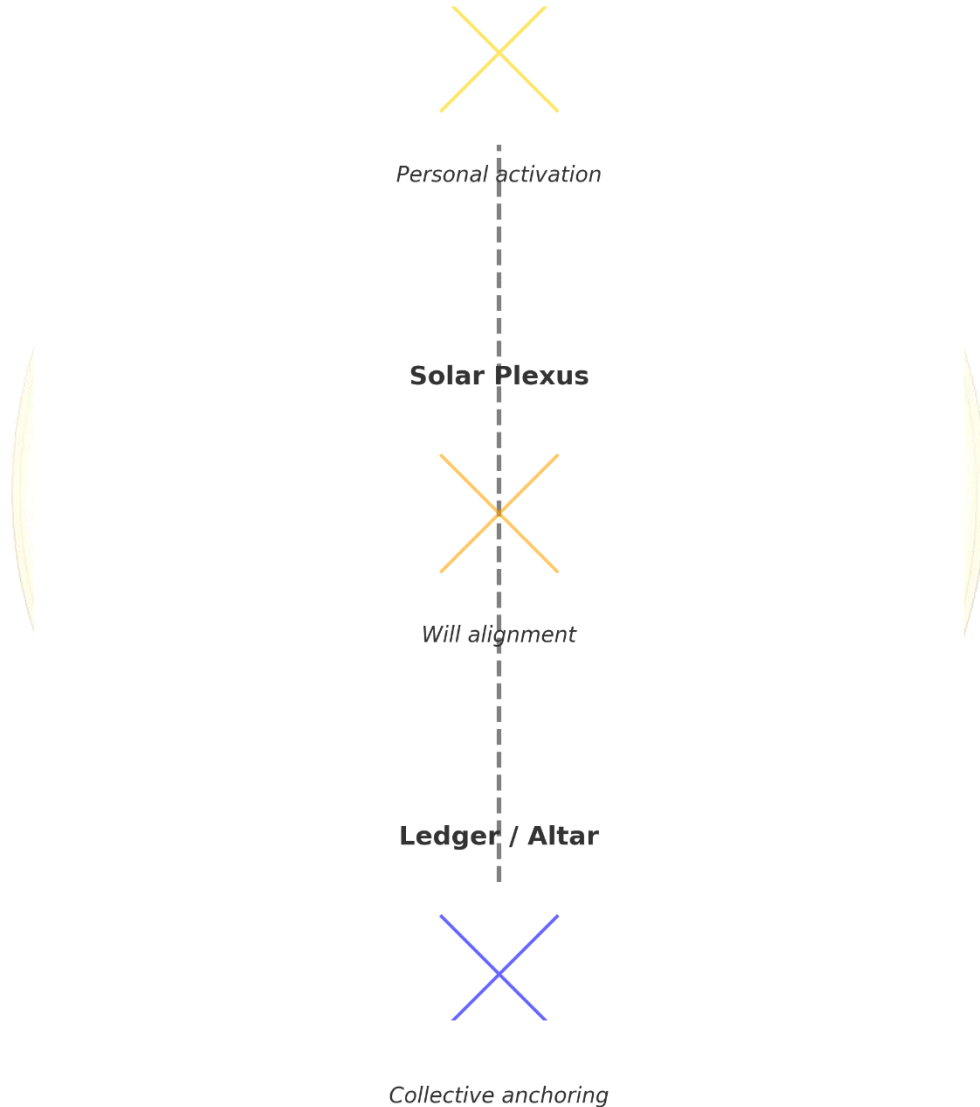 Personal activation
Solar Plexus
Will alignment
Ledger / Altar
Collective anchoring